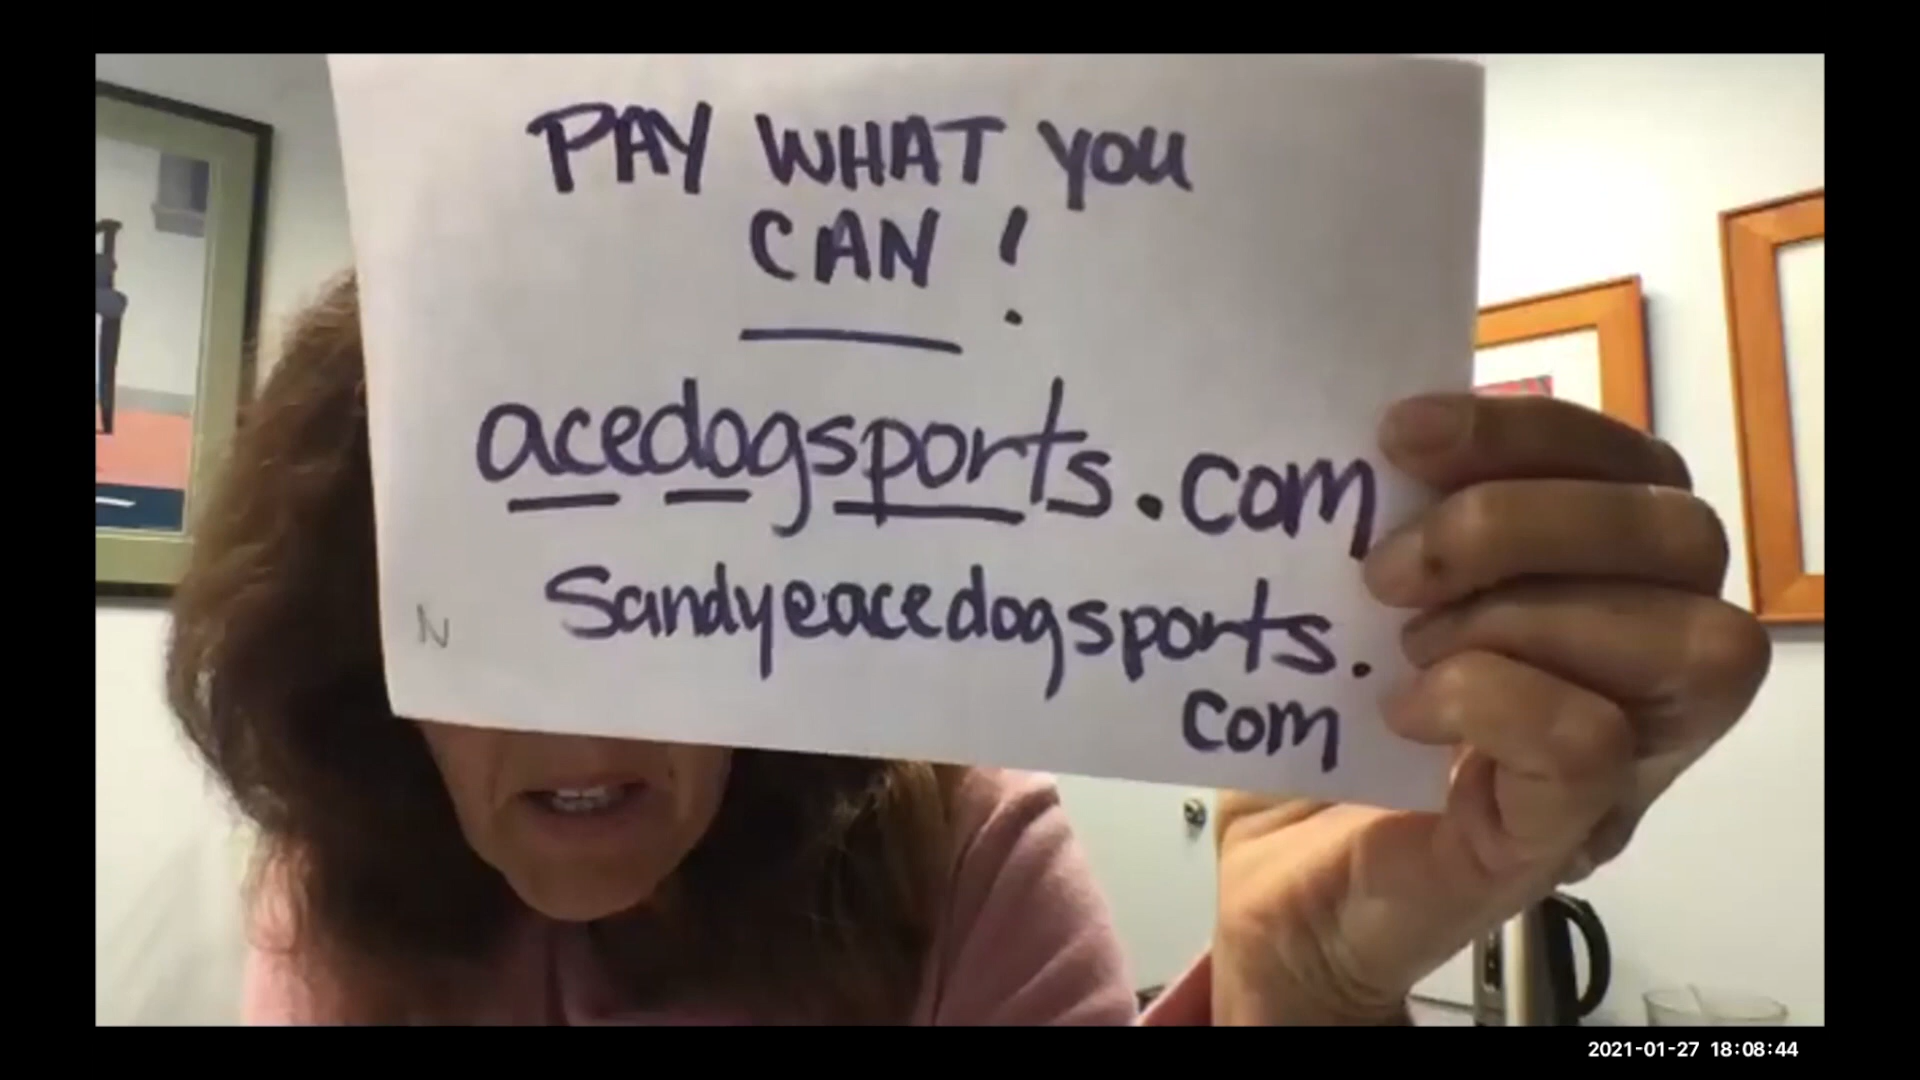 PAY WHAT YOU
CAN!
acedogsports.com
N
Sandyeacedogsports.
com
2021-01-27 18:08:44